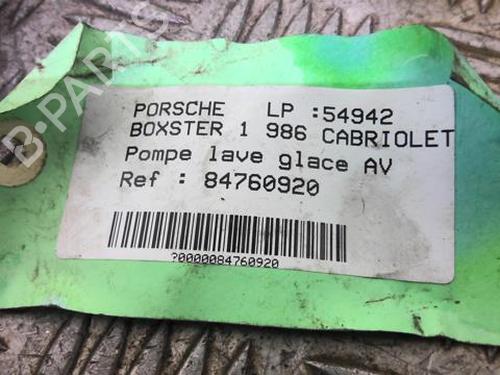 B-PARTS
PORSCHE LP :54942
BOXSTER 1 986 CABRIOLET
Pompe lave glace AV
Ref : 84760920
?0000084760920